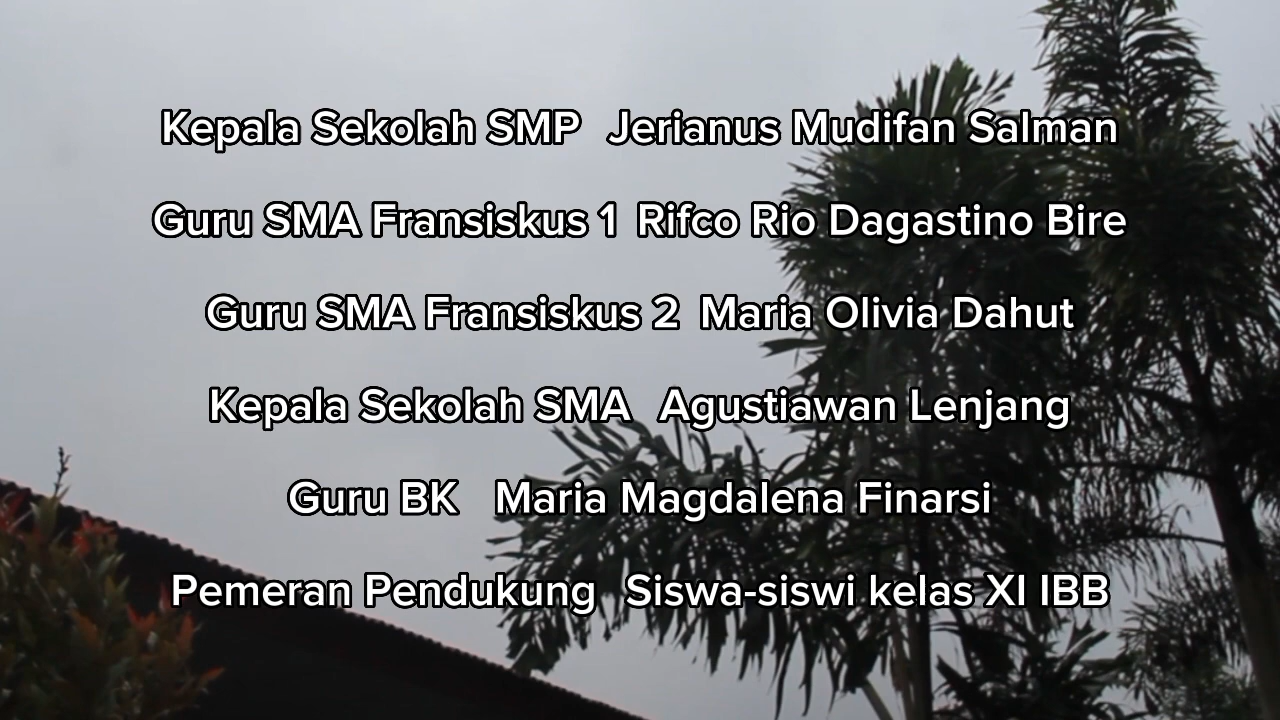 Kepala Sekolah SMP Jerianus Mudifan Salman
Guru SMA Fransiskus 1 Rifco Rio Dagastino Bire
Guru SMA Fransiskus 2 Maria Olivia Dahut
Kepala Sekolah SMA Agustiawan Lenjang
Guru BK Maria Magdalena Finarsi
Pemeran Pendukung Siswa-siswi kelas XI IBB